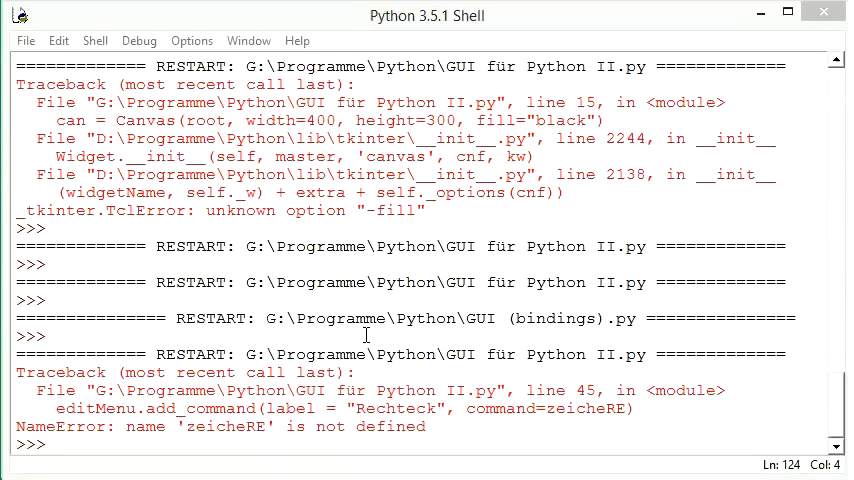 Python 3.5.1 Shell
File Edit Shell Debug Options Window Help
============= RESTART: G:\Programme\Python\GUI für Python II.py =============
Traceback (most recent call last):
  File "G:\Programme\Python\GUI für Python II.py", line 15, in <module>
    can = Canvas(root, width=400, height=300, fill="black")
  File "D:\Programme\Python\lib\tkinter\__init__.py", line 2244, in __init__
    Widget.__init__(self, master, 'canvas', cnf, kw)
  File "D:\Programme\Python\lib\tkinter\__init__.py", line 2138, in __init__
    (widgetName, self._w) + extra + self._options(cnf))
_tkinter.TclError: unknown option "-fill"
>>>
============= RESTART: G:\Programme\Python\GUI für Python II.py =============
>>>
============= RESTART: G:\Programme\Python\GUI für Python II.py =============
>>>
=============== RESTART: G:\Programme\Python\GUI (bindings).py ===============
>>>
============= RESTART: G:\Programme\Python\GUI für Python II.py =============
Traceback (most recent call last):
  File "G:\Programme\Python\GUI für Python II.py", line 45, in <module>
    editMenu.add_command(label = "Rechteck", command=zeicheRE)
NameError: name 'zeicheRE' is not defined
>>>
Ln: 124 Col: 4